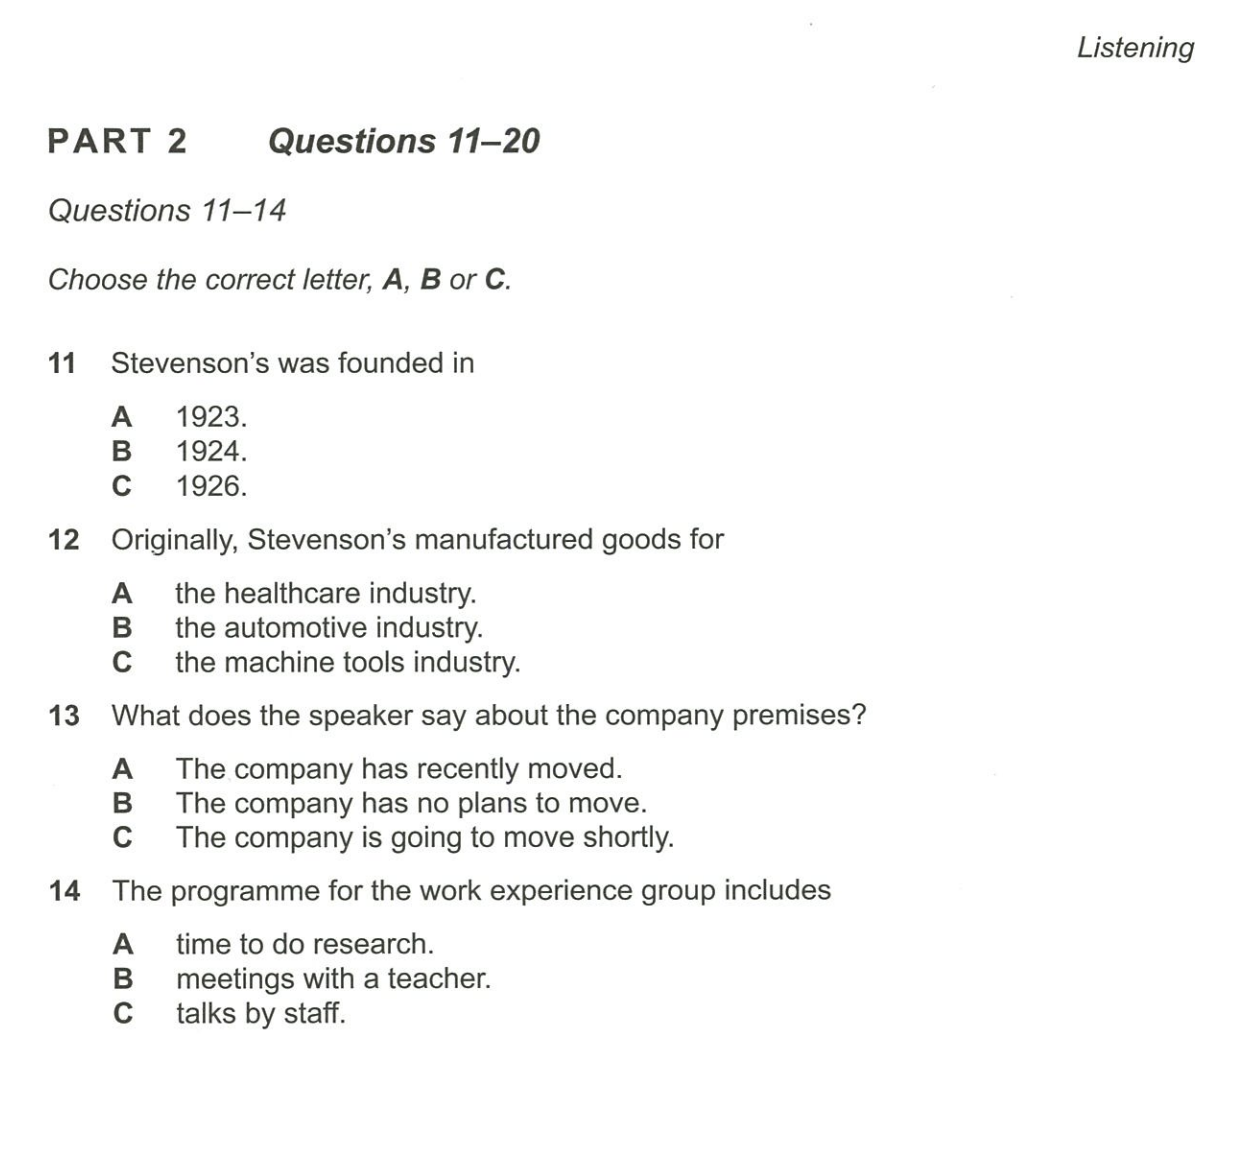 Listening
PART 2 Questions 11–20
Questions 11–14
Choose the correct letter, A, B or C.
11 Stevenson's was founded in
A 1923.
B 1924.
C 1926.
12 Originally, Stevenson's manufactured goods for
A the healthcare industry.
B the automotive industry.
C the machine tools industry.
13 What does the speaker say about the company premises?
A The company has recently moved.
B The company has no plans to move.
C The company is going to move shortly.
14 The programme for the work experience group includes
A time to do research.
B meetings with a teacher.
C talks by staff.